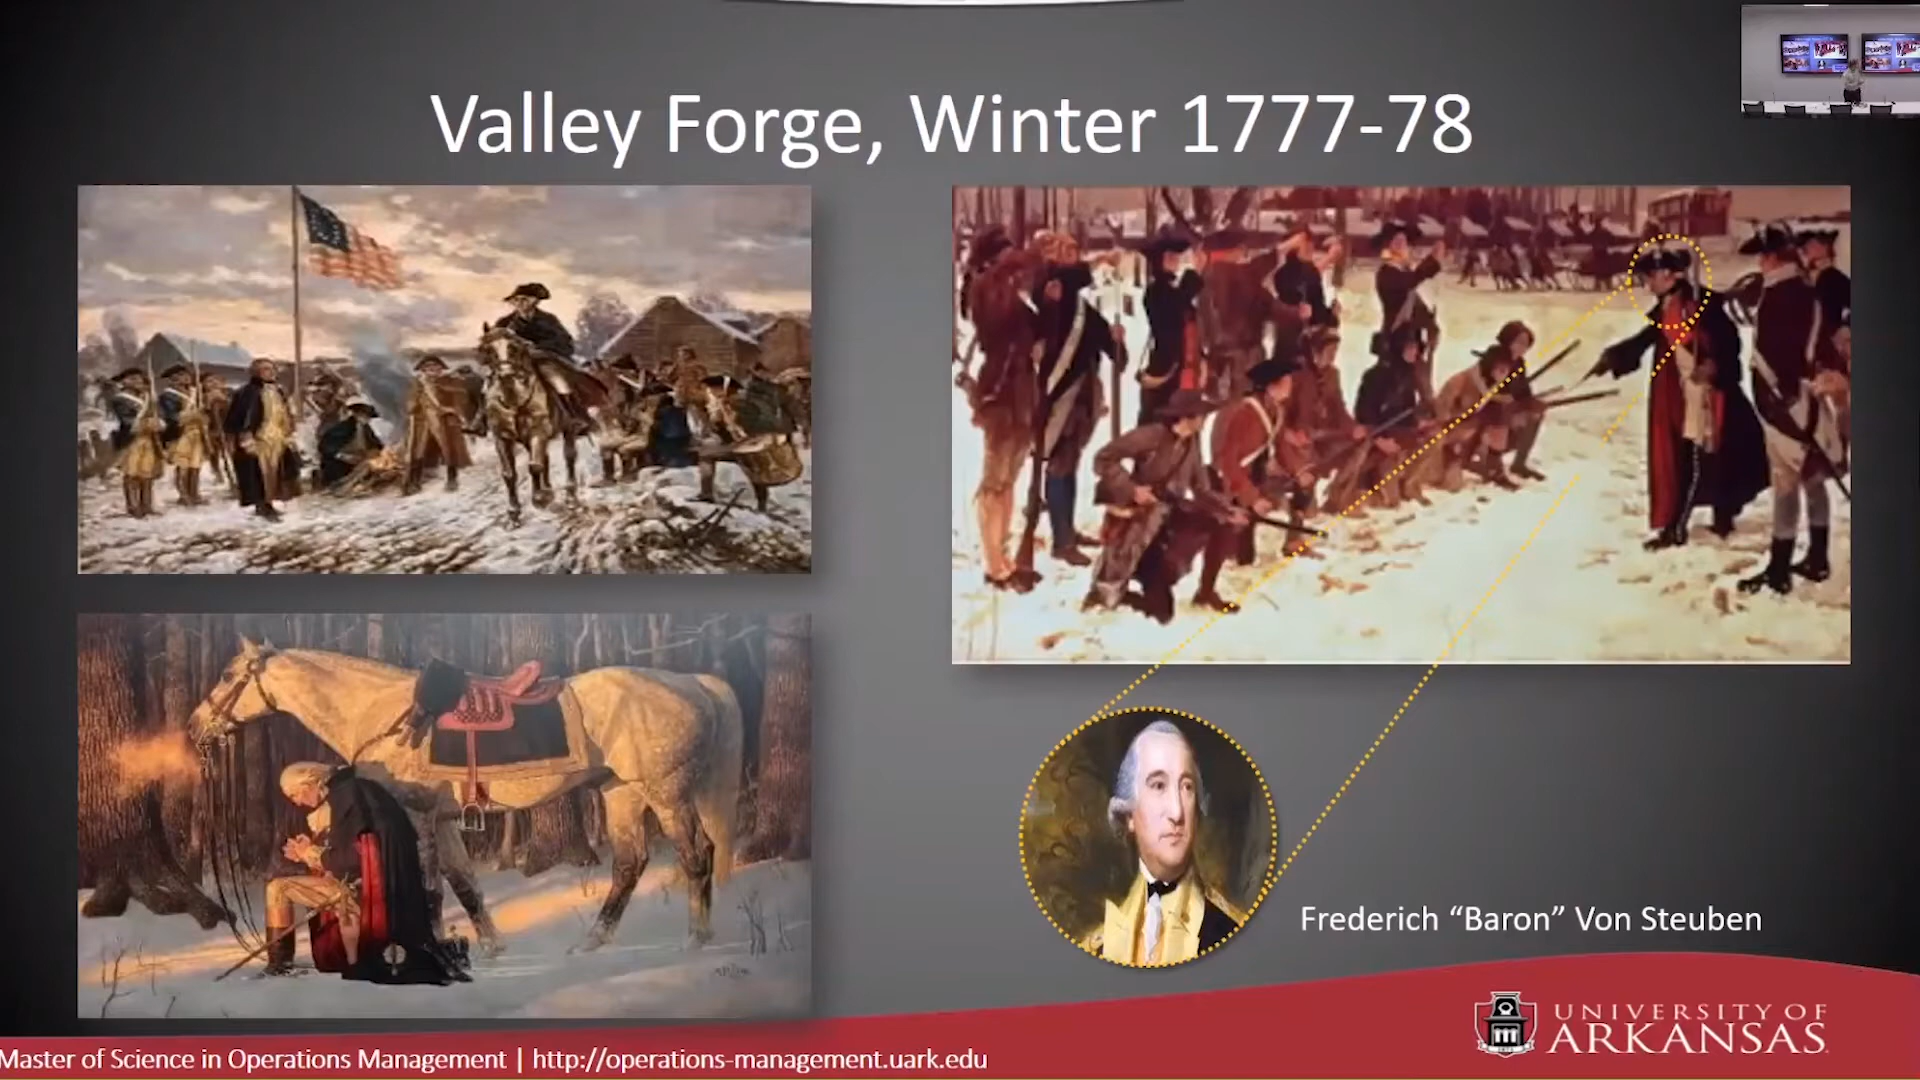 Valley Forge, Winter 1777-78
Frederich “Baron” Von Steuben
UNIVERSITY OF
ARKANSAS
Master of Science in Operations Management | http://operations-management.uark.edu